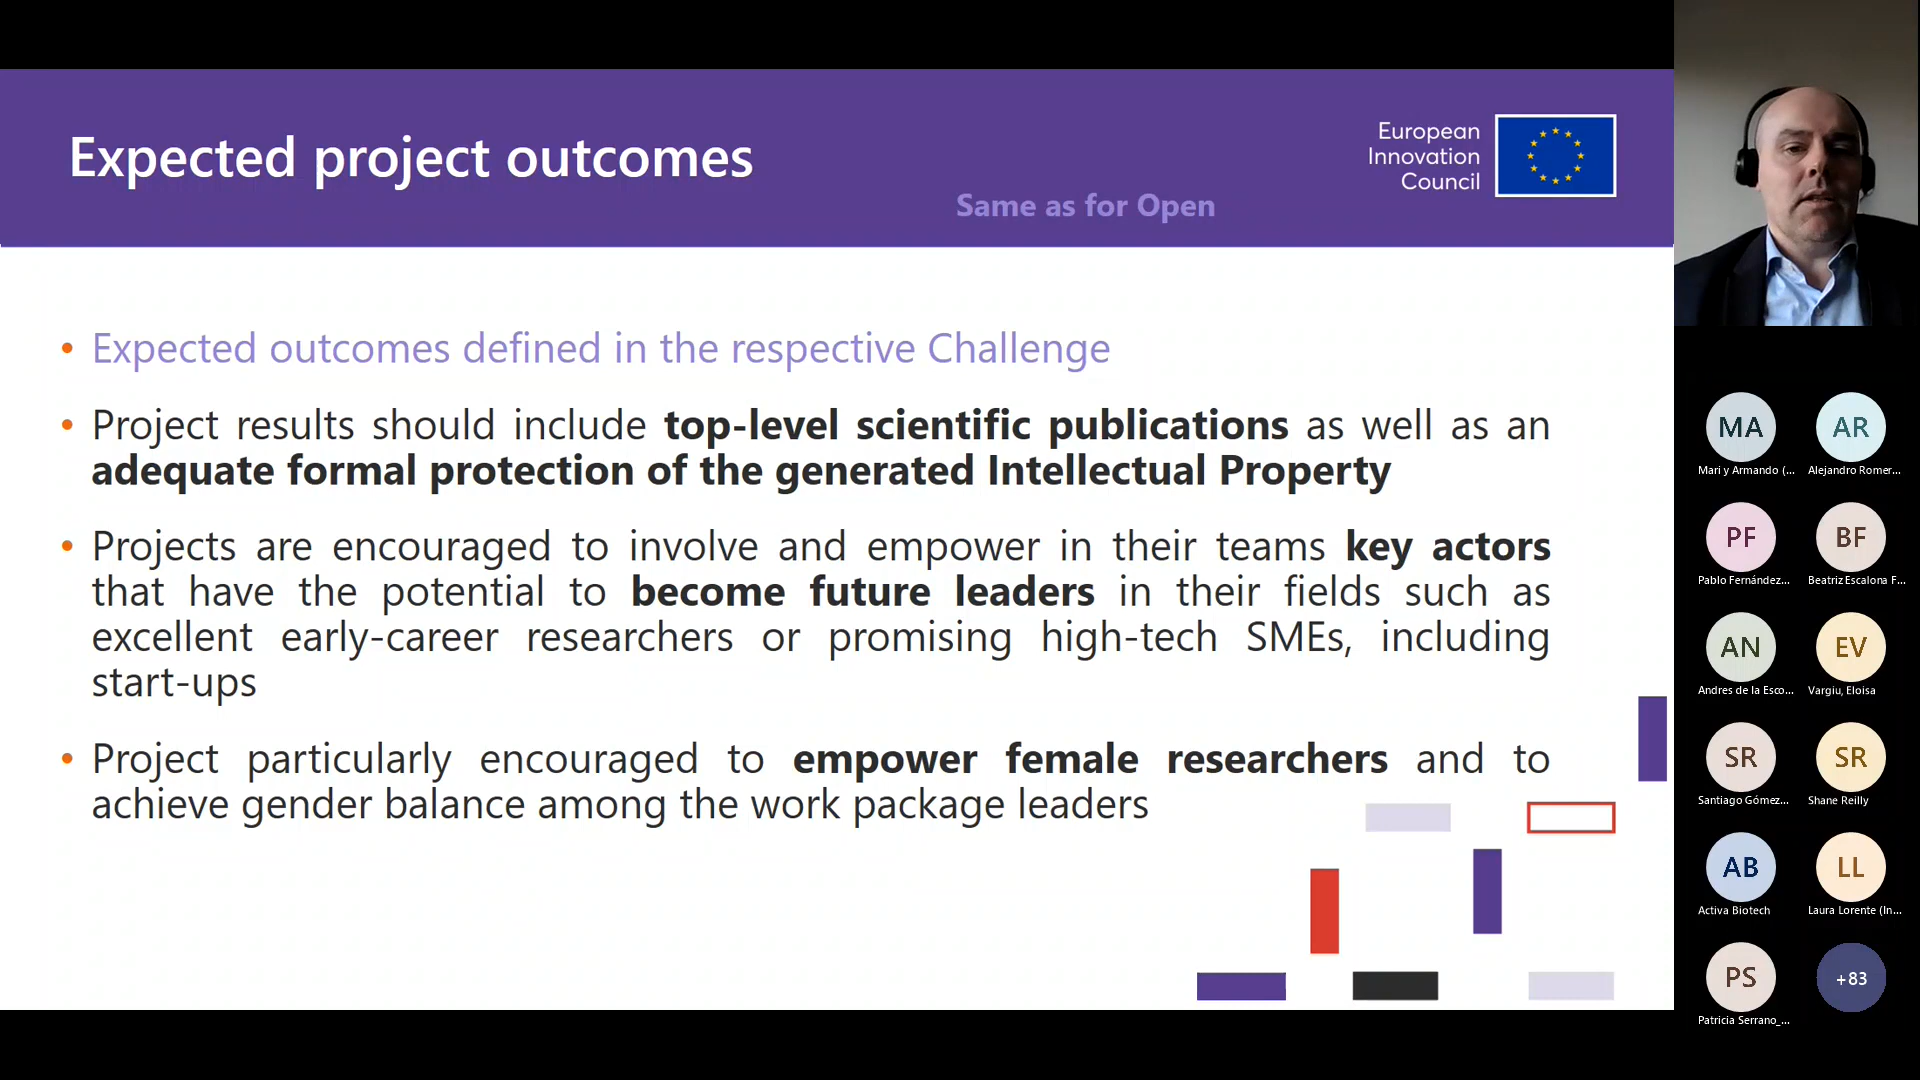 Expected project outcomes
Same as for Open
European
Innovation
Council
• Expected outcomes defined in the respective Challenge
• Project results should include top-level scientific publications as well as an
adequate formal protection of the generated Intellectual Property
• Projects are encouraged to involve and empower in their teams key actors
that have the potential to become future leaders in their fields such as
excellent early-career researchers or promising high-tech SMEs, including
start-ups
• Project particularly encouraged to empower female researchers and to
achieve gender balance among the work package leaders
MA
Mari y Armando (...
AR
Alejandro Romer...
PF
Pablo Fernández...
BF
Beatriz Escalona F...
AN
Andres de la Esco...
EV
Vargiu, Eloisa
SR
Santiago Gómez...
SR
Shane Reilly
AB
Activa Biotech
LL
Laura Lorente (In...
PS
Patricia Serrano_...
+83